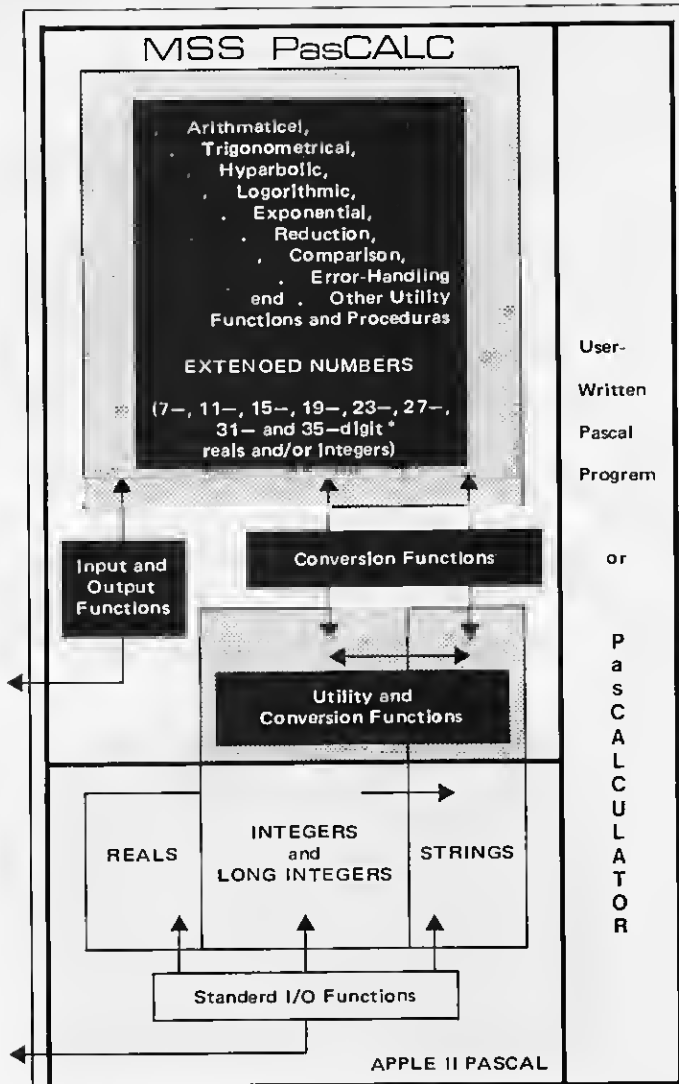 MSS PasCALC
Arithmaticel,
. Trigonometrical,
. Hyparbolic,
. Logorithmic,
. Exponential,
. Reduction,
. Comparison,
. Error-Handling
end . Other Utility
Functions and Proceduras
EXTENOED NUMBERS
(7—, 11—, 15—, 19—, 23—, 27—,
31— and 35—digit *
reals and/or integers)
Input and
Output
Functions
Conversion Functions
Utility and
Conversion Functions
REALS
INTEGERS
and
LONG INTEGERS
STRINGS
Standerd I/O Functions
APPLE II PASCAL
User-
Written
Pascal
Program
or
P
a
s
C
A
L
C
U
L
A
T
O
R